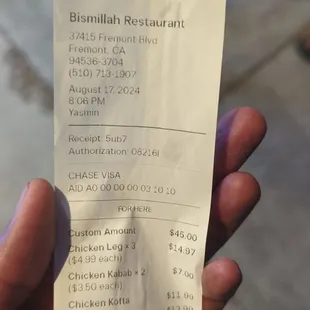 Bismillah Restaurant
37415 Fremont Blvd
Fremont, CA
94536-3704
(510) 713-1907
August 17, 2024
8:06 PM
Yasmin
Receipt: 5ub7
Authorization: 06216I
CHASE VISA
AID A0 00 00 00 03 10 10
FOR HERE
Custom Amount $45.00
Chicken Leg × 3 $14.97
($4.99 each)
Chicken Kabab × 2 $7.00
($3.50 each)
Chicken Kofta $11.99